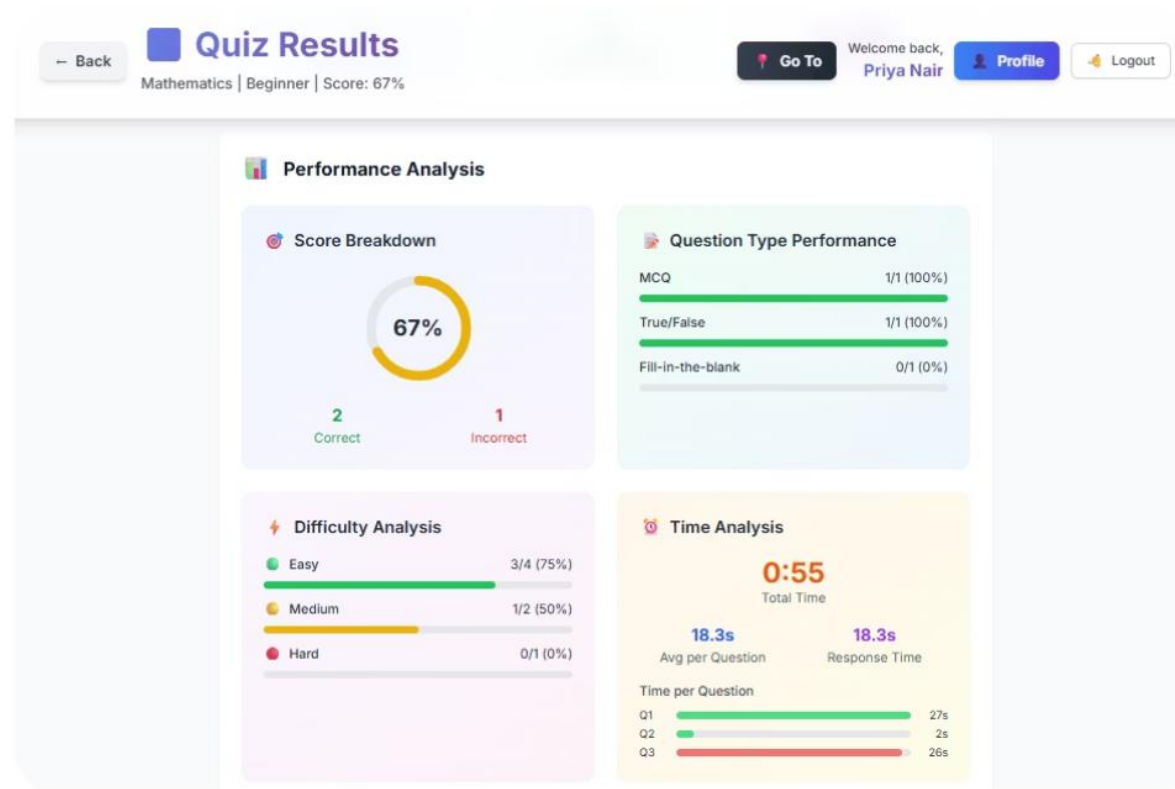 ← Back
Quiz Results
Mathematics | Beginner | Score: 67%
Go To
Welcome back,
Priya Nair
Profile
Logout
Performance Analysis
Score Breakdown
67%
2
Correct
1
Incorrect
Question Type Performance
MCQ 1/1 (100%)
True/False 1/1 (100%)
Fill-in-the-blank 0/1 (0%)
Difficulty Analysis
Easy 3/4 (75%)
Medium 1/2 (50%)
Hard 0/1 (0%)
Time Analysis
0:55
Total Time
18.3s
Avg per Question
18.3s
Response Time
Time per Question
Q1 27s
Q2 2s
Q3 26s